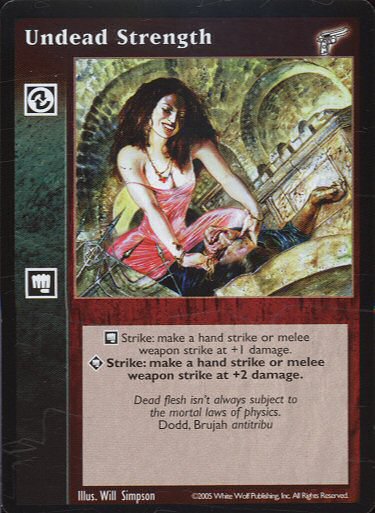 Undead Strength
Strike: make a hand strike or melee
weapon strike at +1 damage.
Strike: make a hand strike or melee
weapon strike at +2 damage.
Dead flesh isn't always subject to
the mortal laws of physics.
Dodd, Brujah antitribu
Illus. Will Simpson
©2005 White Wolf Publishing, Inc. All Rights Reserved.